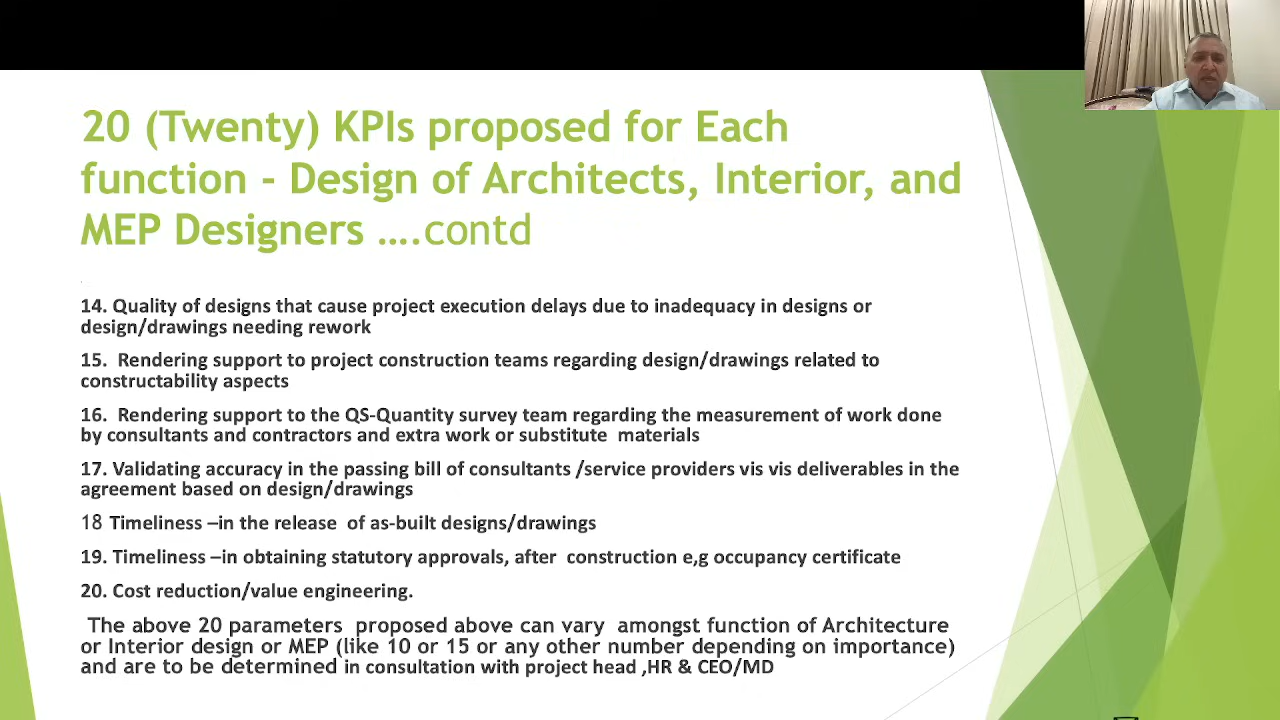 20 (Twenty) KPIs proposed for Each
function - Design of Architects, Interior, and
MEP Designers ....contd
14. Quality of designs that cause project execution delays due to inadequacy in designs or
design/drawings needing rework
15.  Rendering support to project construction teams regarding design/drawings related to
constructability aspects
16.  Rendering support to the QS-Quantity survey team regarding the measurement of work done
by consultants and contractors and extra work or substitute  materials
17. Validating accuracy in the passing bill of consultants /service providers vis vis deliverables in the
agreement based on design/drawings
18 Timeliness –in the release  of as-built designs/drawings
19. Timeliness –in obtaining statutory approvals, after  construction e,g occupancy certificate
20. Cost reduction/value engineering.
The above 20 parameters  proposed above can vary  amongst function of Architecture
or Interior design or MEP (like 10 or 15 or any other number depending on importance)
and are to be determined in consultation with project head ,HR & CEO/MD